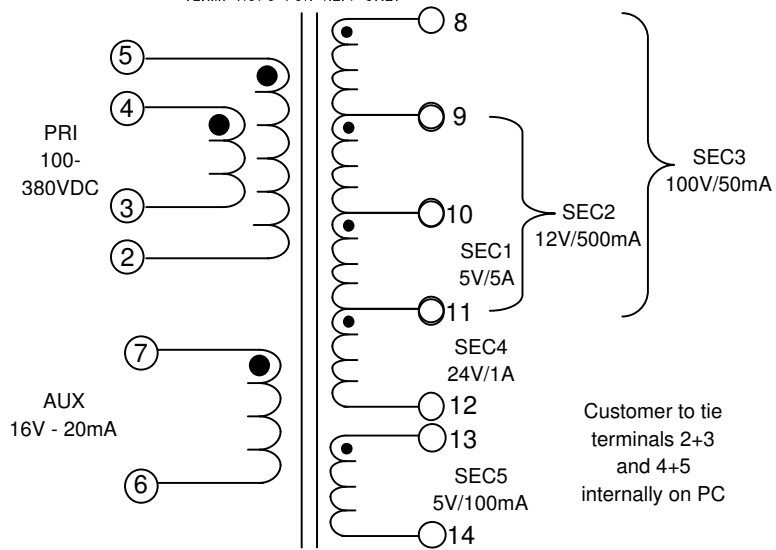 8
5
4
9
PRI
100-
380VDC
SEC3
100V/50mA
3
10
SEC2
12V/500mA
2
SEC1
5V/5A
11
7
SEC4
24V/1A
AUX
16V - 20mA
12
Customer to tie
terminals 2+3
and 4+5
internally on PC
13
6
SEC5
5V/100mA
14